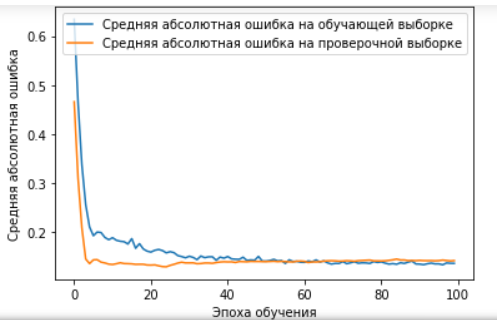 Средняя абсолютная ошибка на обучающей выборке
Средняя абсолютная ошибка на проверочной выборке
Средняя абсолютная ошибка
0.6
0.5
0.4
0.3
0.2
0
20
40
60
80
100
Эпоха обучения